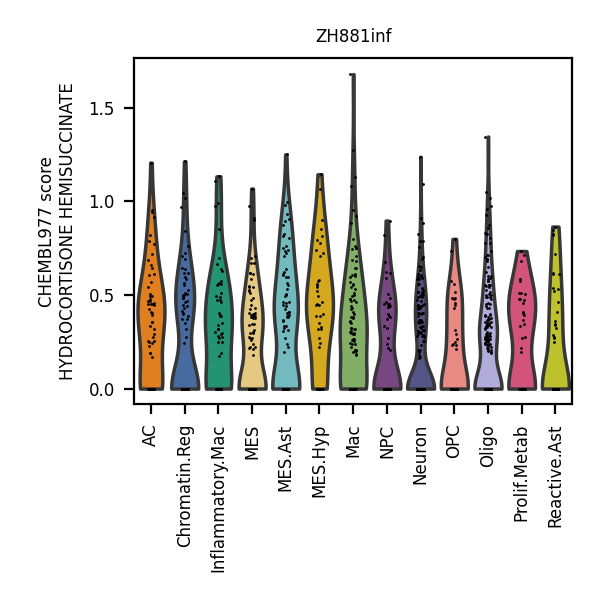 ZH881inf
CHEMBL977 score
HYDROCORTISONE HEMISUCCINATE
1.5
1.0
0.5
0.0
AC
Chromatin.Reg
Inflammatory.Mac
MES
MES.Ast
MES.Hyp
Mac
NPC
Neuron
OPC
Oligo
Prolif.Metab
Reactive.Ast